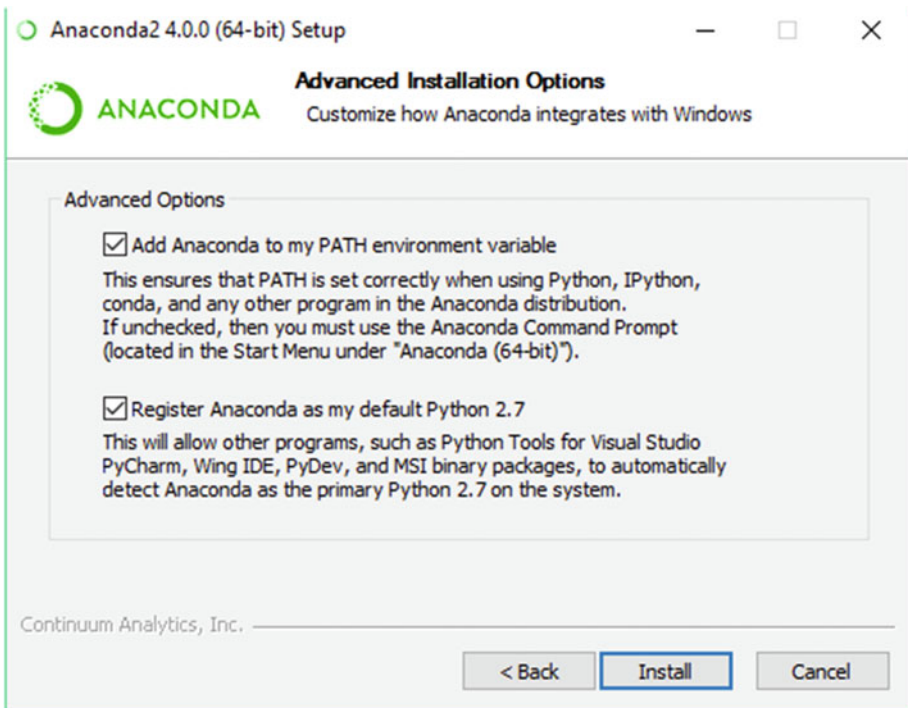 Anaconda2 4.0.0 (64-bit) Setup
ANACONDA
Advanced Installation Options
Customize how Anaconda integrates with Windows
Advanced Options
Add Anaconda to my PATH environment variable
This ensures that PATH is set correctly when using Python, IPython,
conda, and any other program in the Anaconda distribution.
If unchecked, then you must use the Anaconda Command Prompt
(located in the Start Menu under "Anaconda (64-bit)").
Register Anaconda as my default Python 2.7
This will allow other programs, such as Python Tools for Visual Studio
PyCharm, Wing IDE, PyDev, and MSI binary packages, to automatically
detect Anaconda as the primary Python 2.7 on the system.
Continuum Analytics, Inc.
< Back Install Cancel